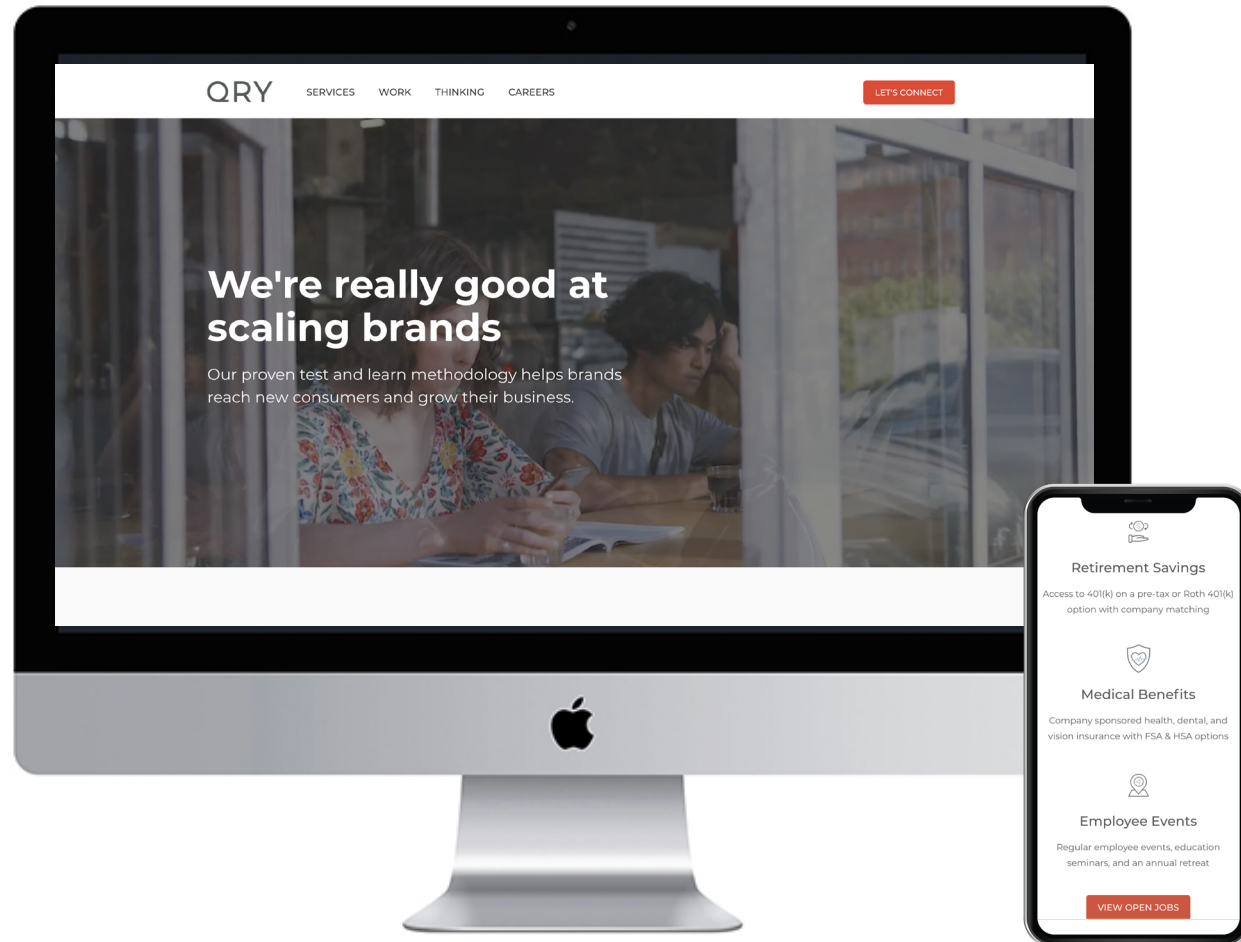 QRY
SERVICES WORK THINKING CAREERS
LET'S CONNECT
We're really good at
scaling brands
Our proven test and learn methodology helps brands
reach new consumers and grow their business.
Retirement Savings
Access to 401(k) on a pre-tax or Roth 401(k)
option with company matching
Medical Benefits
Company sponsored health, dental, and
vision insurance with FSA & HSA options
Employee Events
Regular employee events, education
seminars, and an annual retreat
VIEW OPEN JOBS